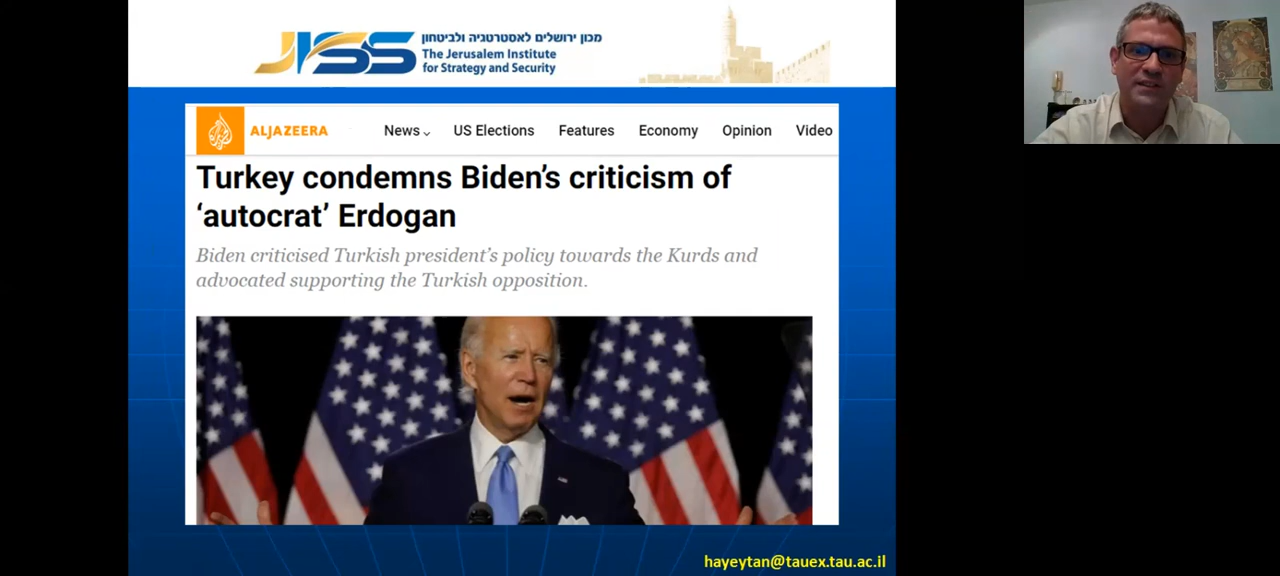 JISS
מכון ירושלים לאסטרטגיה ולביטחון
The Jerusalem Institute
for Strategy and Security
ALJAZEERA
News US Elections Features Economy Opinion Video
Turkey condemns Biden's criticism of
‘autocrat’ Erdogan
Biden criticised Turkish president's policy towards the Kurds and
advocated supporting the Turkish opposition.
hayeytan@tauex.tau.ac.il